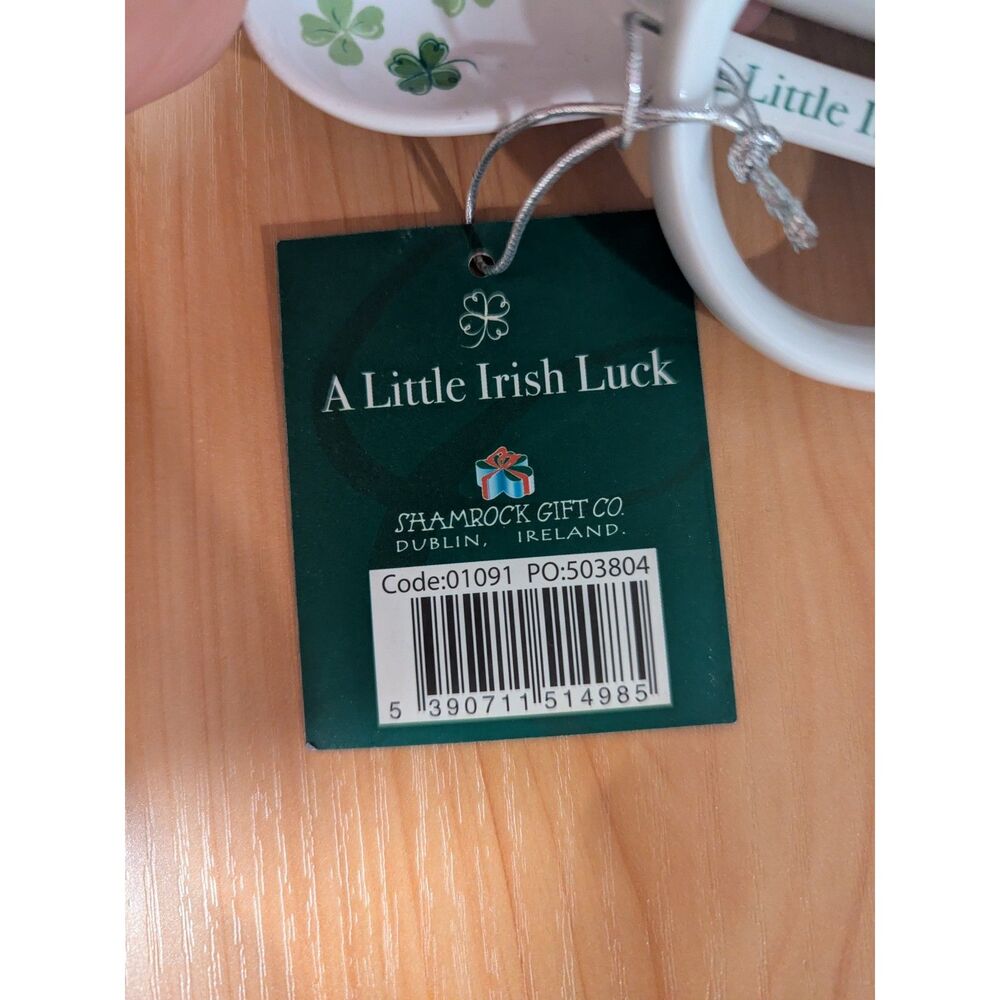 Little I
A Little Irish Luck
SHAMROCK GIFT CO.
DUBLIN, IRELAND.
Code:01091 PO:503804
5 390711 514985